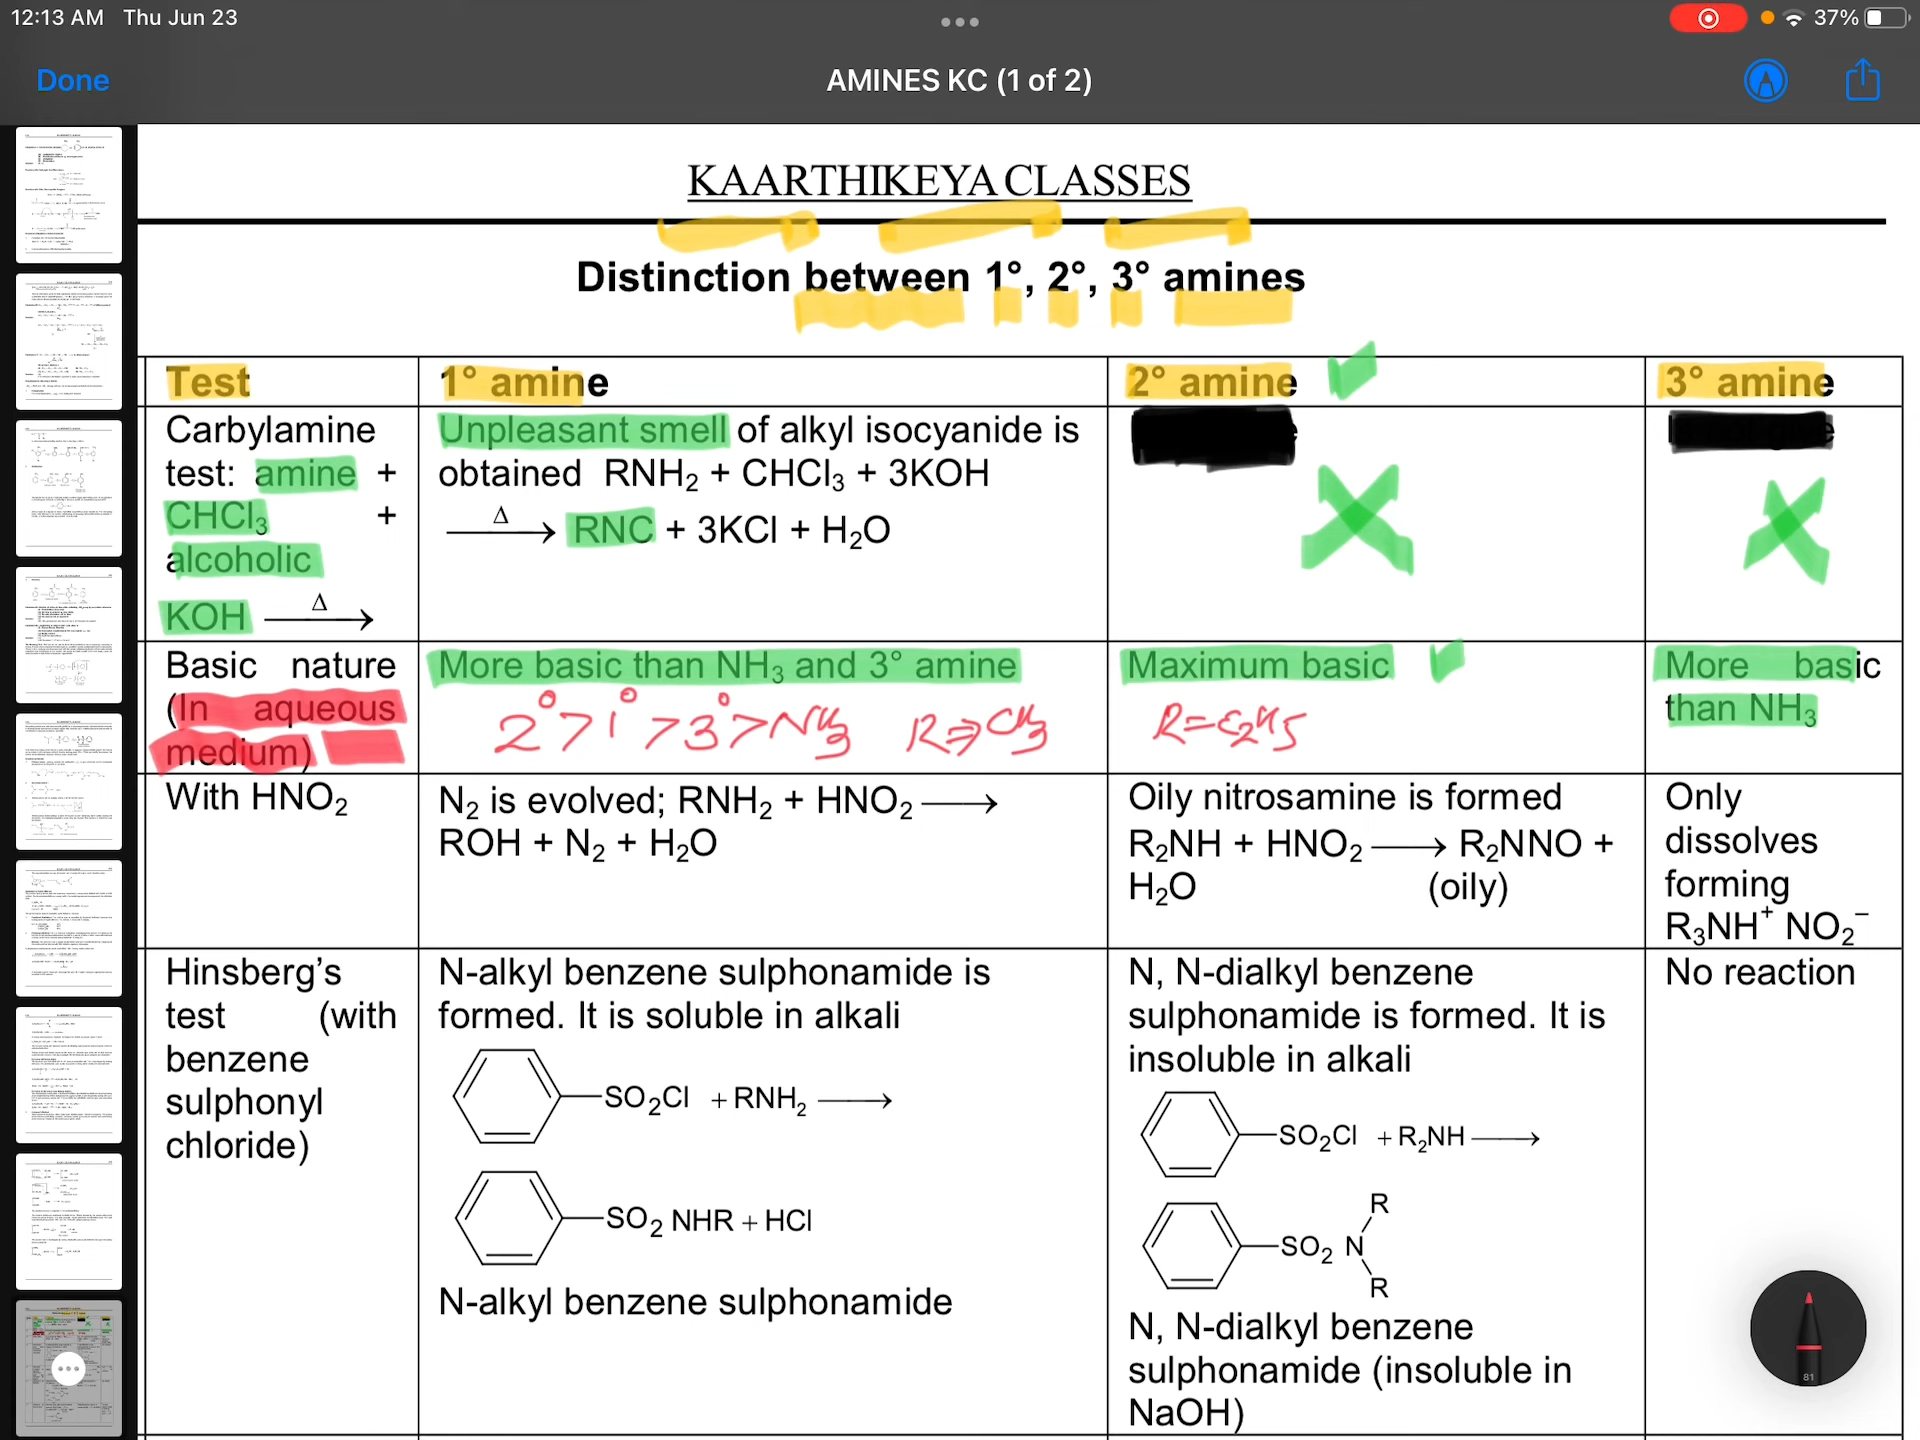 12:13 AM Thu Jun 23
37%
Done
AMINES KC (1 of 2)
KAARTHIKEYA CLASSES
Distinction between 1°, 2°, 3° amines
Test
1° amine
2° amine
3° amine
Carbylamine
test: amine +
CHCl₃ +
alcoholic
KOH Δ ⟶
Unpleasant smell of alkyl isocyanide is
obtained RNH₂ + CHCl₃ + 3KOH
Δ ⟶ RNC + 3KCl + H₂O
Basic nature
(In aqueous
medium)
More basic than NH₃ and 3° amine
2° > 1° > 3° > NH₃ R ⇒ CH₃
Maximum basic
R = C₂H₅
More basic
than NH₃
With HNO₂
N₂ is evolved; RNH₂ + HNO₂ ⟶
ROH + N₂ + H₂O
Oily nitrosamine is formed
R₂NH + HNO₂ ⟶ R₂NNO +
H₂O (oily)
Only
dissolves
forming
R₃NH⁺ NO₂⁻
Hinsberg’s
test (with
benzene
sulphonyl
chloride)
N-alkyl benzene sulphonamide is
formed. It is soluble in alkali
SO₂Cl + RNH₂ ⟶
SO₂ NHR + HCl
N-alkyl benzene sulphonamide
N, N-dialkyl benzene
sulphonamide is formed. It is
insoluble in alkali
SO₂Cl + R₂NH ⟶
R
SO₂ N
R
N, N-dialkyl benzene
sulphonamide (insoluble in
NaOH)
No reaction
81